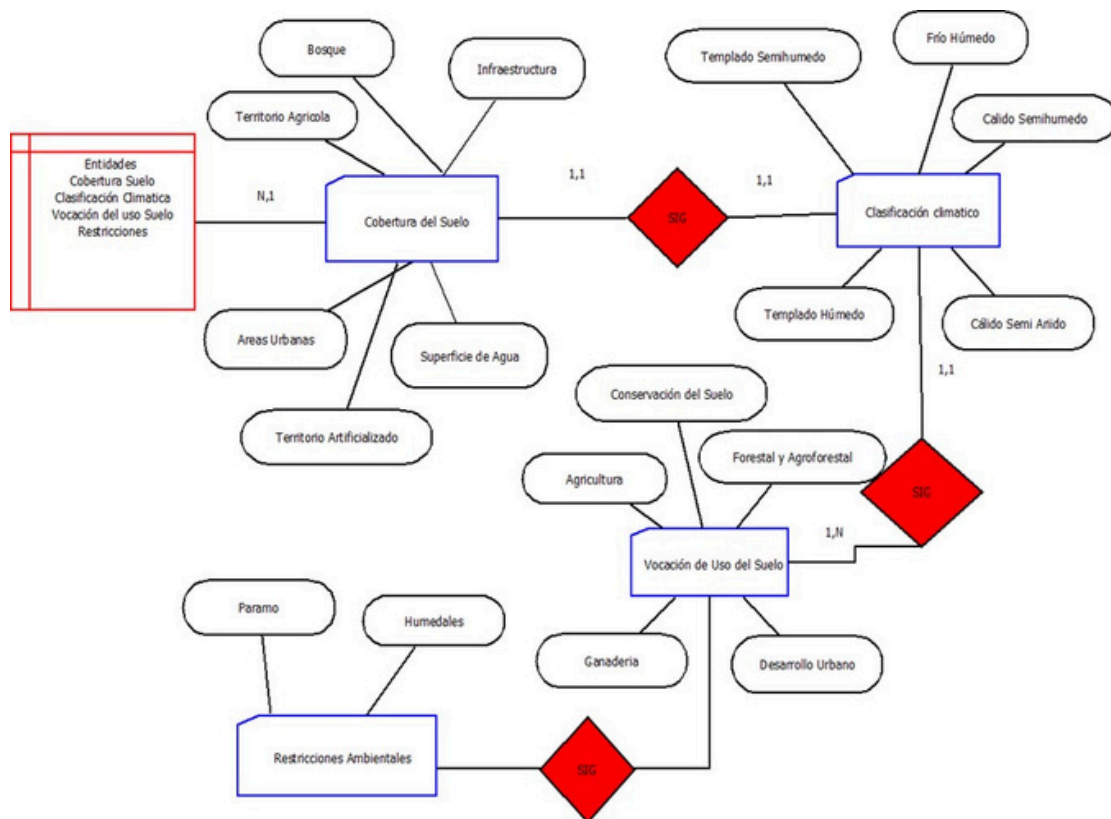 Bosque
Infraestructura
Templado Semihumedo
Frío Húmedo
Territorio Agricola
Calido Semihumedo
Entidades
Cobertura Suelo
Clasificación Climatica
Vocación del uso Suelo
Restricciones
N,1
Cobertura del Suelo
1,1
SIG
1,1
Clasificación climatico
Areas Urbanas
Superficie de Agua
Templado Húmedo
Cálido Semi Ariido
Territorio Artificializado
1,1
Conservación del Suelo
Forestal y Agroforestal
Agricultura
SIG
1,N
Vocación de Uso del Suelo
Paramo
Humedales
Ganaderia
Desarrollo Urbano
Restricciones Ambientales
SIG